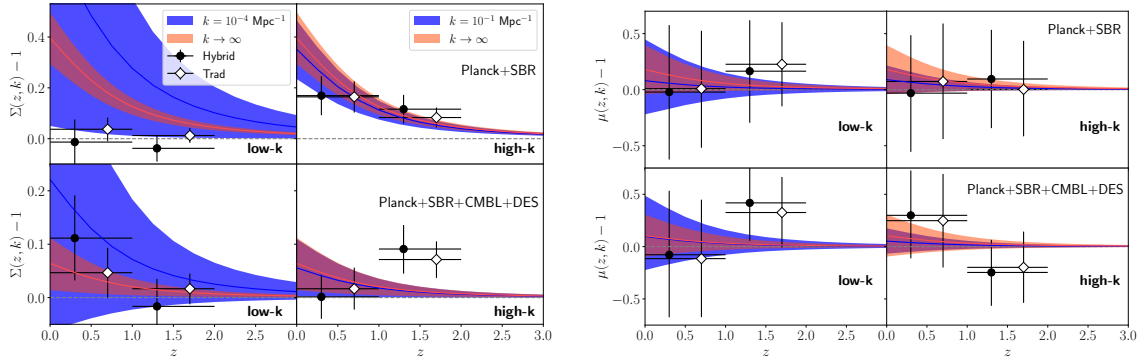 k = 10⁻⁴ Mpc⁻¹
k → ∞
Hybrid
Trad
k = 10⁻¹ Mpc⁻¹
k → ∞
Planck+SBR
Σ(z, k) − 1
0.4
0.2
0.0
low-k
high-k
Planck+SBR+CMBL+DES
Σ(z, k) − 1
0.2
0.1
0.0
low-k
high-k
0.0 0.5 1.0 1.5 2.0 2.5 0.0 0.5 1.0 1.5 2.0 2.5 3.0
z
Planck+SBR
μ(z, k) − 1
0.5
0.0
−0.5
low-k
high-k
Planck+SBR+CMBL+DES
μ(z, k) − 1
0.5
0.0
−0.5
low-k
high-k
0.0 0.5 1.0 1.5 2.0 2.5 0.0 0.5 1.0 1.5 2.0 2.5 3.0
z